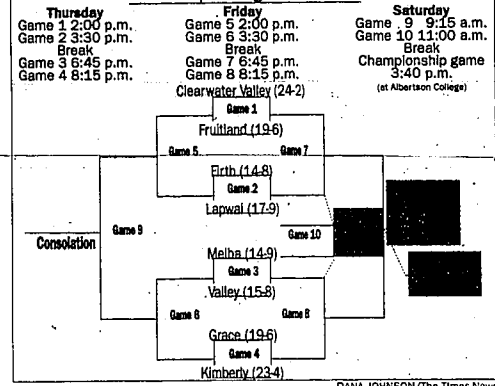 Thursday
Game 1 2:00 p.m.
Game 2 3:30 p.m.
Break
Game 3 6:45 p.m.
Game 4 8:15 p.m.
Friday
Game 5 2:00 p.m.
Game 6 3:30 p.m.
Break
Game 7 6:45 p.m.
Game 8 8:15 p.m.
Saturday
Game 9 9:15 a.m.
Game 10 11:00 a.m.
Break
Championship game
3:40 p.m.
(at Albertson College)
Clearwater Valley (24-2)
Game 1
Fruitland (19-6)
Game 5
Game 7
Firth (14-8)
Game 2
Lapwai (17-9)
Game 9
Game 10
Consolation
Melba (14-9)
Game 3
Valley (15-8)
Game 6
Game 8
Grace (19-6)
Game 4
Kimberly (23-4)
DANA JOHNSON/The Times-News